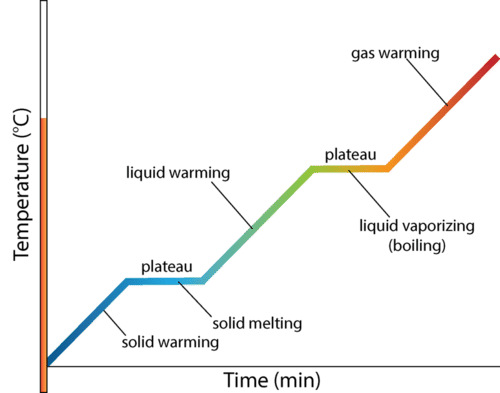 gas warming
plateau
liquid warming
liquid vaporizing
(boiling)
plateau
solid melting
solid warming
Temperature (°C)
Time (min)